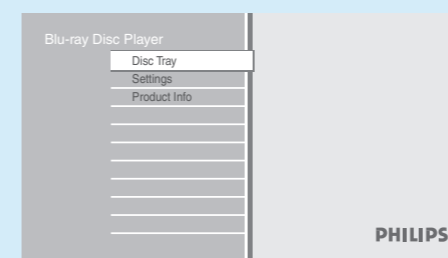 Blu-ray Disc Player
Disc Tray
Settings
Product Info
PHILIPS